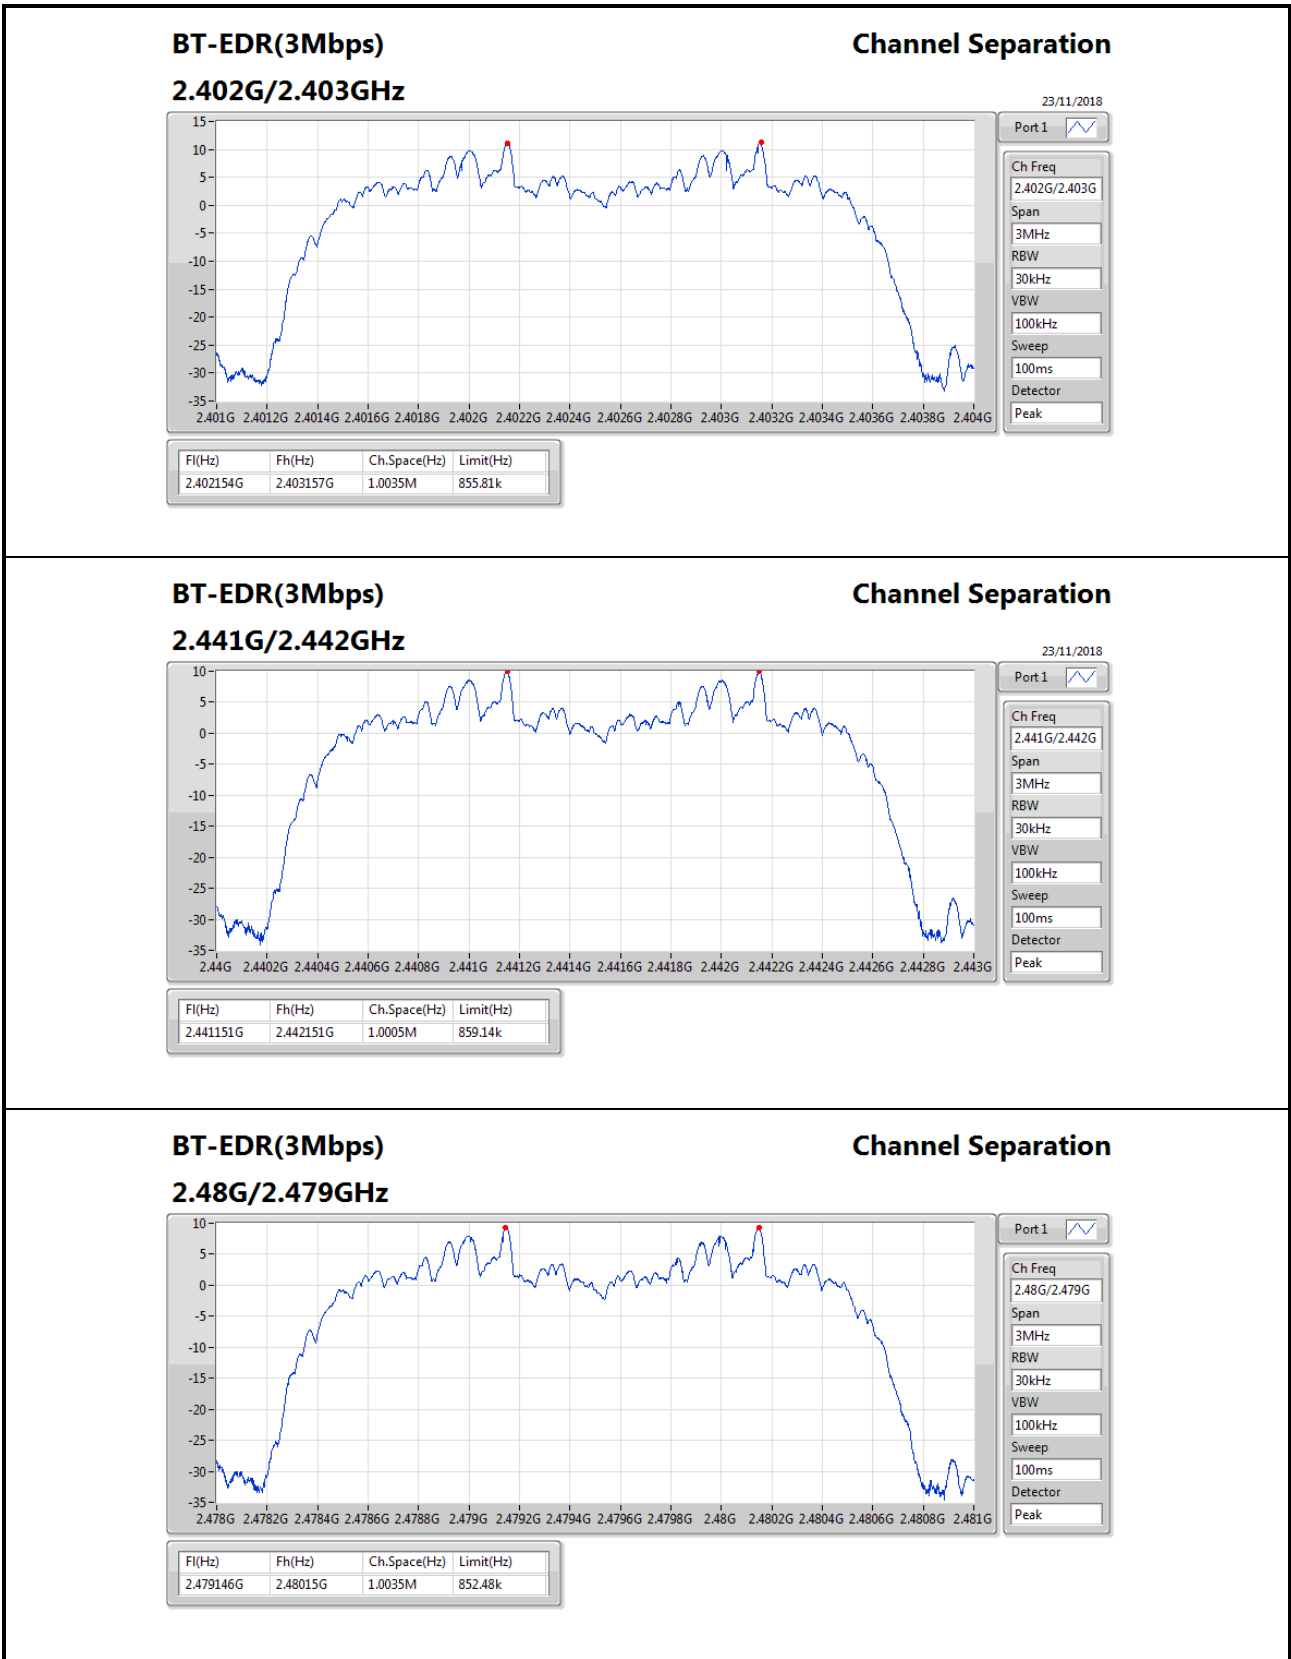 BT-EDR(3Mbps) Channel Separation
2.402G/2.403GHz
23/11/2018
Port 1
15
10
5
0
-5
-10
-15
-20
-25
-30
-35
2.401G 2.4012G 2.4014G 2.4016G 2.4018G 2.402G 2.4022G 2.4024G 2.4026G 2.4028G 2.403G 2.4032G 2.4034G 2.4036G 2.4038G 2.404G
Ch Freq
2.402G/2.403G
Span
3MHz
RBW
30kHz
VBW
100kHz
Sweep
100ms
Detector
Peak
Fl(Hz) Fh(Hz) Ch.Space(Hz) Limit(Hz)
2.402154G 2.403157G 1.0035M 855.81k
BT-EDR(3Mbps) Channel Separation
2.441G/2.442GHz
23/11/2018
Port 1
10
5
0
-5
-10
-15
-20
-25
-30
-35
2.44G 2.4402G 2.4404G 2.4406G 2.4408G 2.441G 2.4412G 2.4414G 2.4416G 2.4418G 2.442G 2.4422G 2.4424G 2.4426G 2.4428G 2.443G
Ch Freq
2.441G/2.442G
Span
3MHz
RBW
30kHz
VBW
100kHz
Sweep
100ms
Detector
Peak
Fl(Hz) Fh(Hz) Ch.Space(Hz) Limit(Hz)
2.441151G 2.442151G 1.0005M 859.14k
BT-EDR(3Mbps) Channel Separation
2.48G/2.479GHz
Port 1
10
5
0
-5
-10
-15
-20
-25
-30
-35
2.478G 2.4782G 2.4784G 2.4786G 2.4788G 2.479G 2.4792G 2.4794G 2.4796G 2.4798G 2.48G 2.4802G 2.4804G 2.4806G 2.4808G 2.481G
Ch Freq
2.48G/2.479G
Span
3MHz
RBW
30kHz
VBW
100kHz
Sweep
100ms
Detector
Peak
Fl(Hz) Fh(Hz) Ch.Space(Hz) Limit(Hz)
2.479146G 2.48015G 1.0035M 852.48k